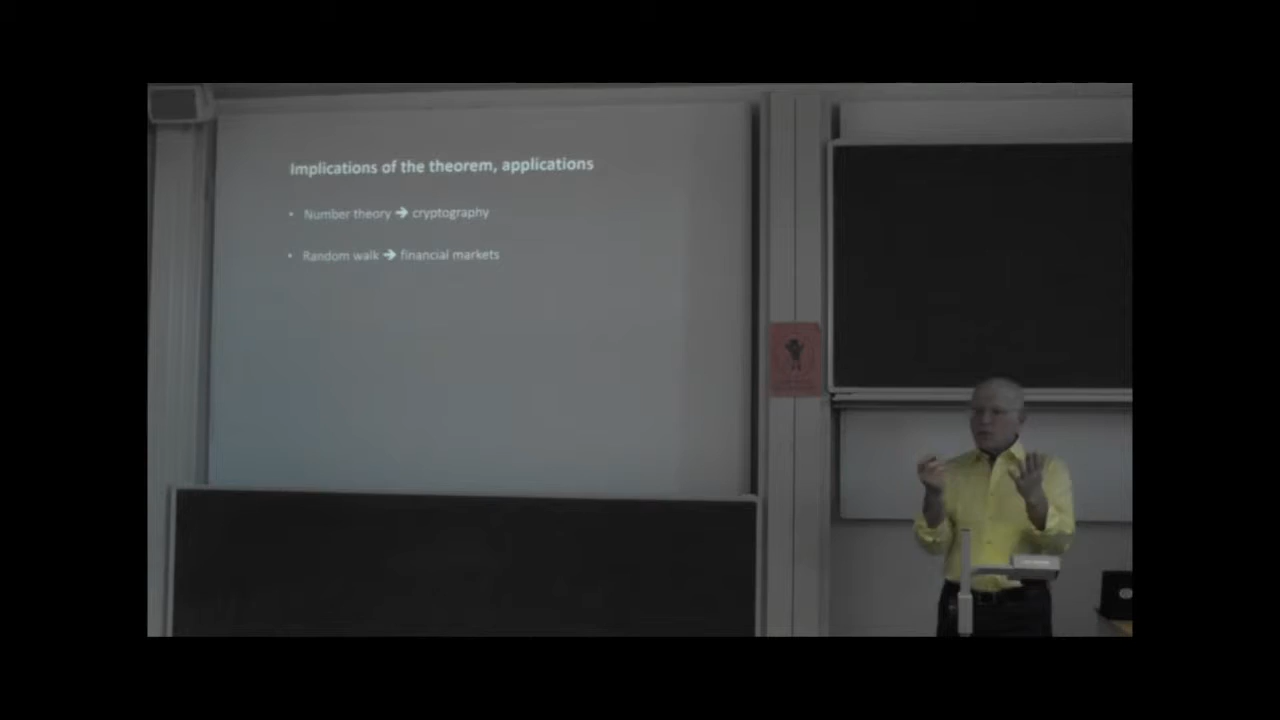 Implications of the theorem, applications
• Number theory ➔ cryptography
• Random walk ➔ financial markets